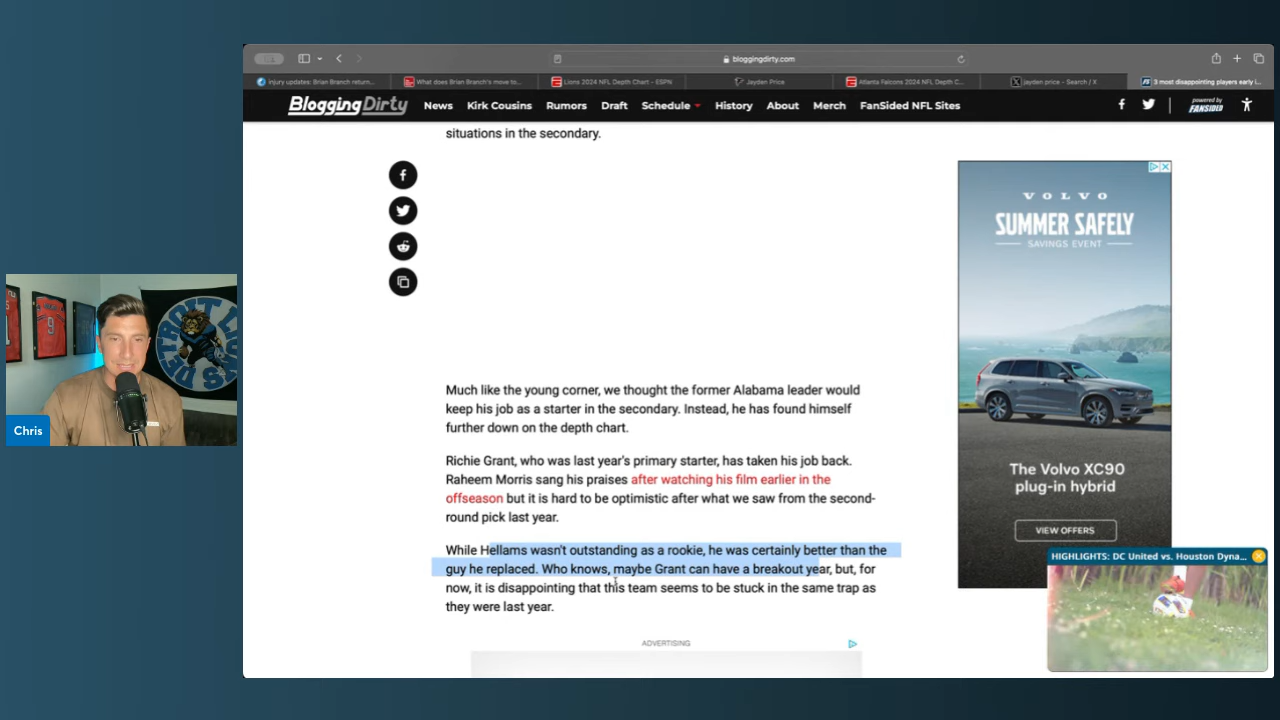 bloggingdirty.com
injury updates: Brian Branch return...
What does Brian Branch's move to...
Lions 2024 NFL Depth Chart - ESPN
Jayden Price
Atlanta Falcons 2024 NFL Depth C...
jayden price - Search / X
3 most disappointing players early i...
BloggingDirty
News
Kirk Cousins
Rumors
Draft
Schedule
History
About
Merch
FanSided NFL Sites
powered by
FANSIDED
situations in the secondary.
VOLVO
SUMMER SAFELY
SAVINGS EVENT
DETROIT LIONS
9
Chris
Much like the young corner, we thought the former Alabama leader would
keep his job as a starter in the secondary. Instead, he has found himself
further down on the depth chart.
Richie Grant, who was last year's primary starter, has taken his job back.
Raheem Morris sang his praises after watching his film earlier in the
offseason but it is hard to be optimistic after what we saw from the second-
round pick last year.
While Hellams wasn't outstanding as a rookie, he was certainly better than the
guy he replaced. Who knows, maybe Grant can have a breakout year, but, for
now, it is disappointing that this team seems to be stuck in the same trap as
they were last year.
The Volvo XC90
plug-in hybrid
VIEW OFFERS
HIGHLIGHTS: DC United vs. Houston Dyna...
ADVERTISING